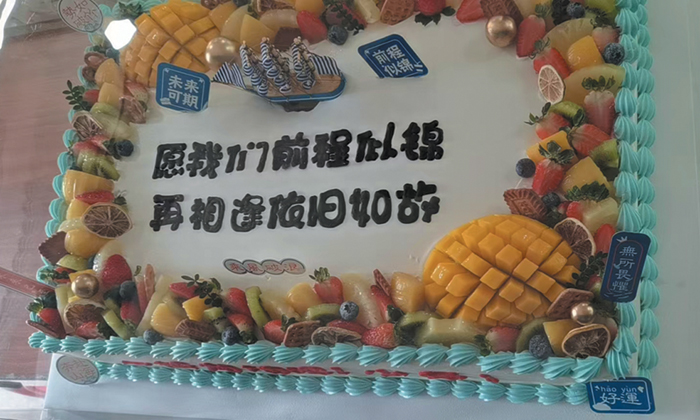 前程
似锦
未来
可期
愿我们前程似锦
再相逢依旧如故
無所畏懼
hǎo yùn
好運